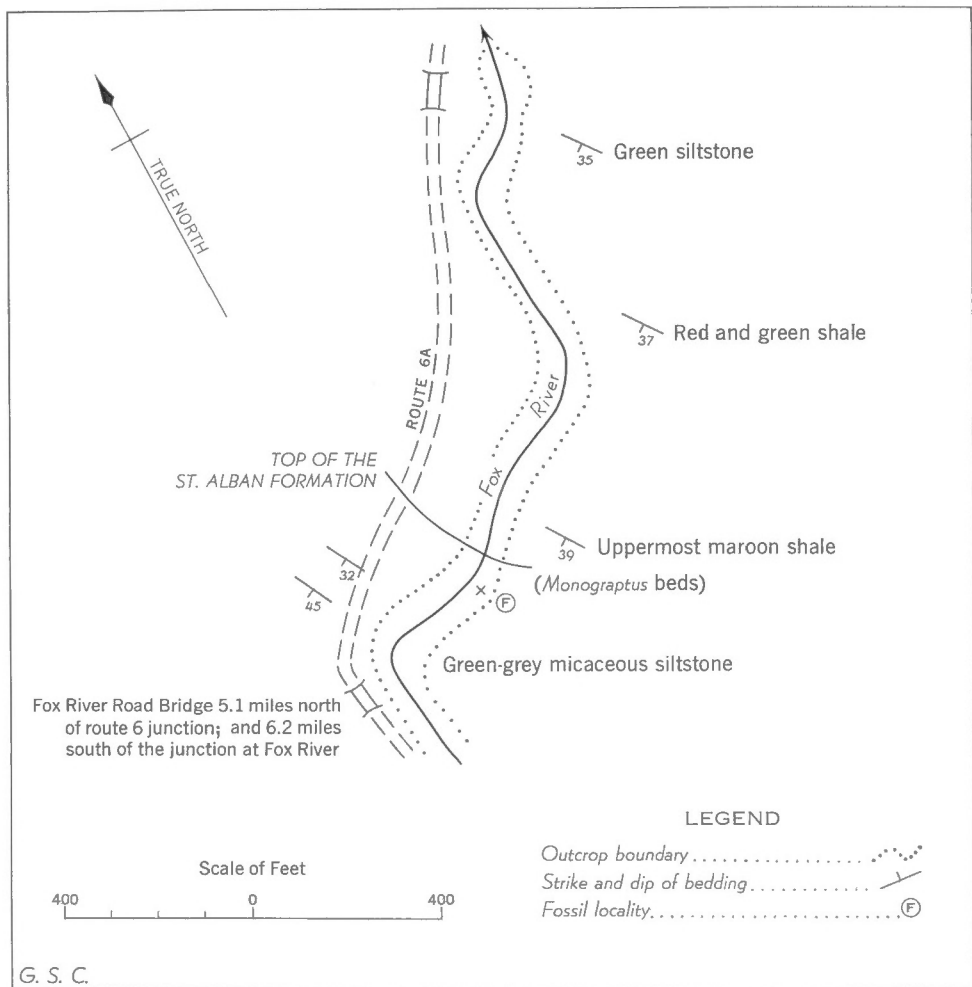 TRUE NORTH
35
Green siltstone
37
Red and green shale
ROUTE 6A
Fox River
TOP OF THE
ST. ALBAN FORMATION
39
Uppermost maroon shale
(Monograptus beds)
32
45
F
Green-grey micaceous siltstone
Fox River Road Bridge 5.1 miles north
of route 6 junction; and 6.2 miles
south of the junction at Fox River
LEGEND
Outcrop boundary
Strike and dip of bedding
Fossil locality F
Scale of Feet
400 0 400
G. S. C.